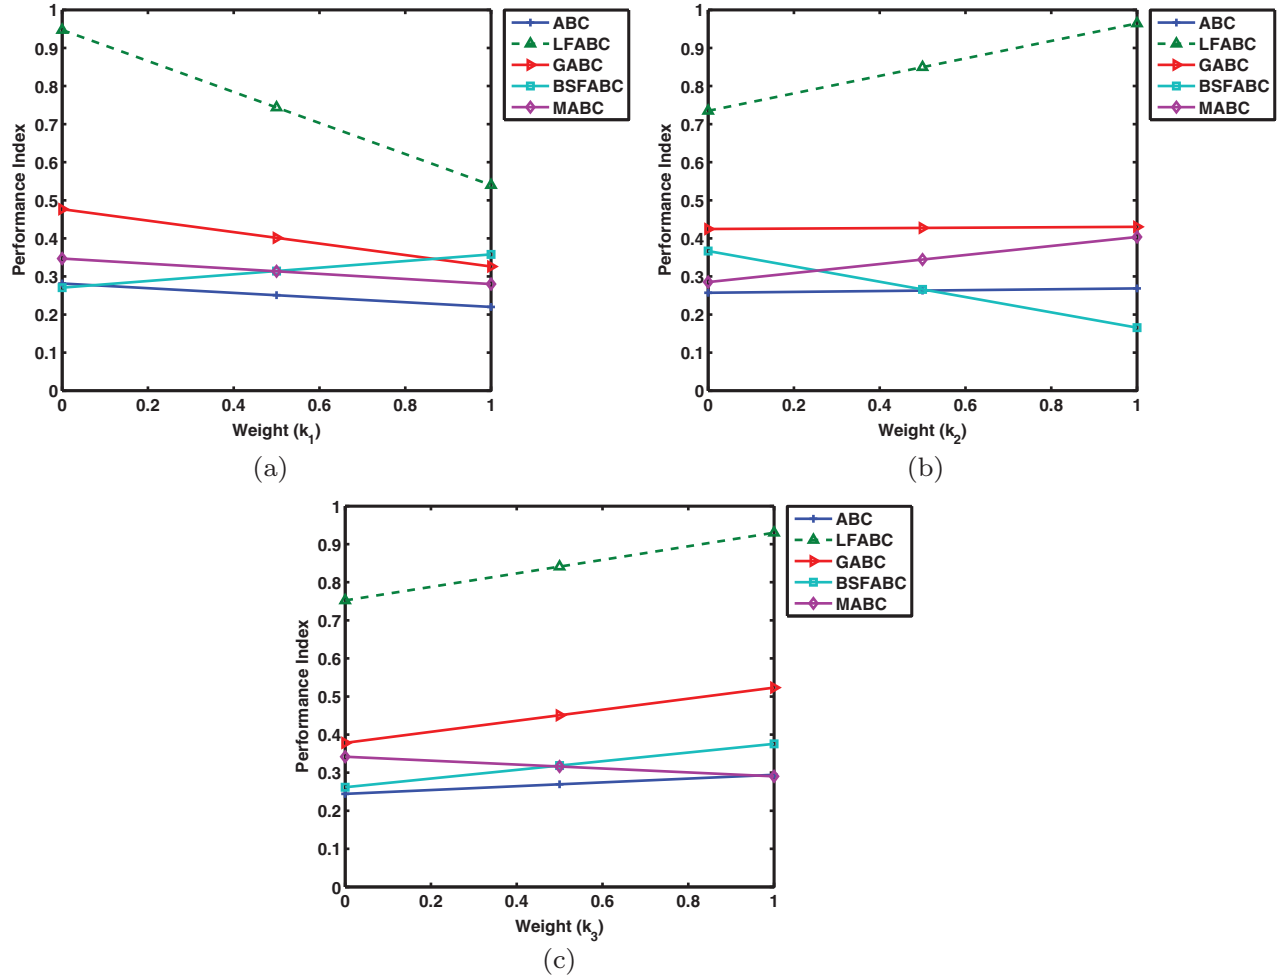 1
0.9
0.8
0.7
0.6
0.5
0.4
0.3
0.2
0.1
0
Performance Index
0 0.2 0.4 0.6 0.8 1
Weight (k1)
ABC
LFABC
GABC
BSFABC
MABC
(a)
1
0.9
0.8
0.7
0.6
0.5
0.4
0.3
0.2
0.1
0
Performance Index
0 0.2 0.4 0.6 0.8 1
Weight (k2)
ABC
LFABC
GABC
BSFABC
MABC
(b)
1
0.9
0.8
0.7
0.6
0.5
0.4
0.3
0.2
0.1
0
Performance Index
0 0.2 0.4 0.6 0.8 1
Weight (k3)
ABC
LFABC
GABC
BSFABC
MABC
(c)